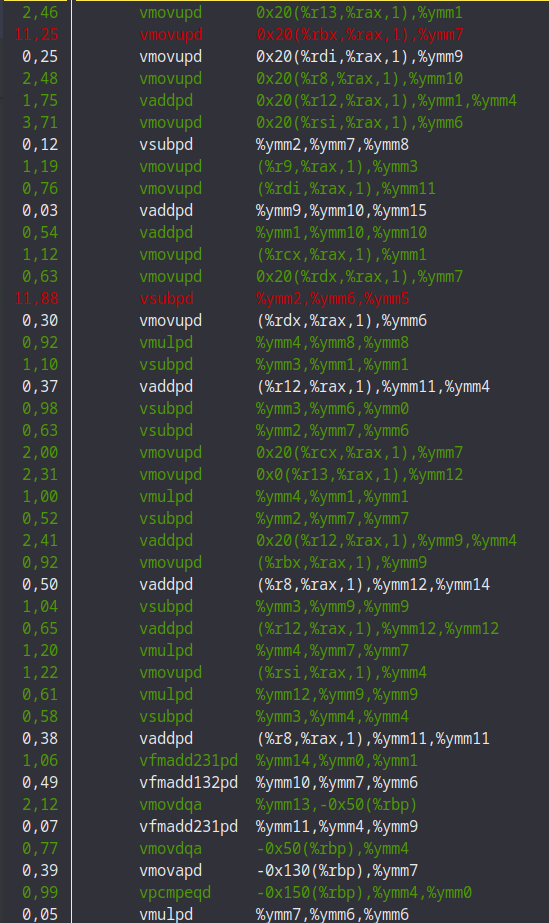 2,46 vmovupd 0x20(%r13,%rax,1),%ymm1
11,25 vmovupd 0x20(%rbx,%rax,1),%ymm7
0,25 vmovupd 0x20(%rdi,%rax,1),%ymm9
2,48 vmovupd 0x20(%r8,%rax,1),%ymm10
1,75 vaddpd 0x20(%r12,%rax,1),%ymm1,%ymm4
3,71 vmovupd 0x20(%rsi,%rax,1),%ymm6
0,12 vsubpd %ymm2,%ymm7,%ymm8
1,19 vmovupd (%r9,%rax,1),%ymm3
0,76 vmovupd (%rdi,%rax,1),%ymm11
0,03 vaddpd %ymm9,%ymm10,%ymm15
0,54 vaddpd %ymm1,%ymm10,%ymm10
1,12 vmovupd (%rcx,%rax,1),%ymm1
0,63 vmovupd 0x20(%rdx,%rax,1),%ymm7
11,88 vsubpd %ymm2,%ymm6,%ymm5
0,30 vmovupd (%rdx,%rax,1),%ymm6
0,92 vmulpd %ymm4,%ymm8,%ymm8
1,10 vsubpd %ymm3,%ymm1,%ymm1
0,37 vaddpd (%r12,%rax,1),%ymm11,%ymm4
0,98 vsubpd %ymm3,%ymm6,%ymm0
0,63 vsubpd %ymm2,%ymm7,%ymm6
2,00 vmovupd 0x20(%rcx,%rax,1),%ymm7
2,31 vmovupd 0x0(%r13,%rax,1),%ymm12
1,00 vmulpd %ymm4,%ymm1,%ymm1
0,52 vsubpd %ymm2,%ymm7,%ymm7
2,41 vaddpd 0x20(%r12,%rax,1),%ymm9,%ymm4
0,92 vmovupd (%rbx,%rax,1),%ymm9
0,50 vaddpd (%r8,%rax,1),%ymm12,%ymm14
1,04 vsubpd %ymm3,%ymm9,%ymm9
0,65 vaddpd (%r12,%rax,1),%ymm12,%ymm12
1,20 vmulpd %ymm4,%ymm7,%ymm7
1,22 vmovupd (%rsi,%rax,1),%ymm4
0,61 vmulpd %ymm12,%ymm9,%ymm9
0,58 vsubpd %ymm3,%ymm4,%ymm4
0,38 vaddpd (%r8,%rax,1),%ymm11,%ymm11
1,06 vfmadd231pd %ymm14,%ymm0,%ymm1
0,49 vfmadd132pd %ymm10,%ymm7,%ymm6
2,12 vmovdqa %ymm13,-0x50(%rbp)
0,07 vfmadd231pd %ymm11,%ymm4,%ymm9
0,77 vmovdqa -0x50(%rbp),%ymm4
0,39 vmovapd -0x130(%rbp),%ymm7
0,99 vpcmpeqd -0x150(%rbp),%ymm4,%ymm0
0,05 vmulpd %ymm7,%ymm6,%ymm6